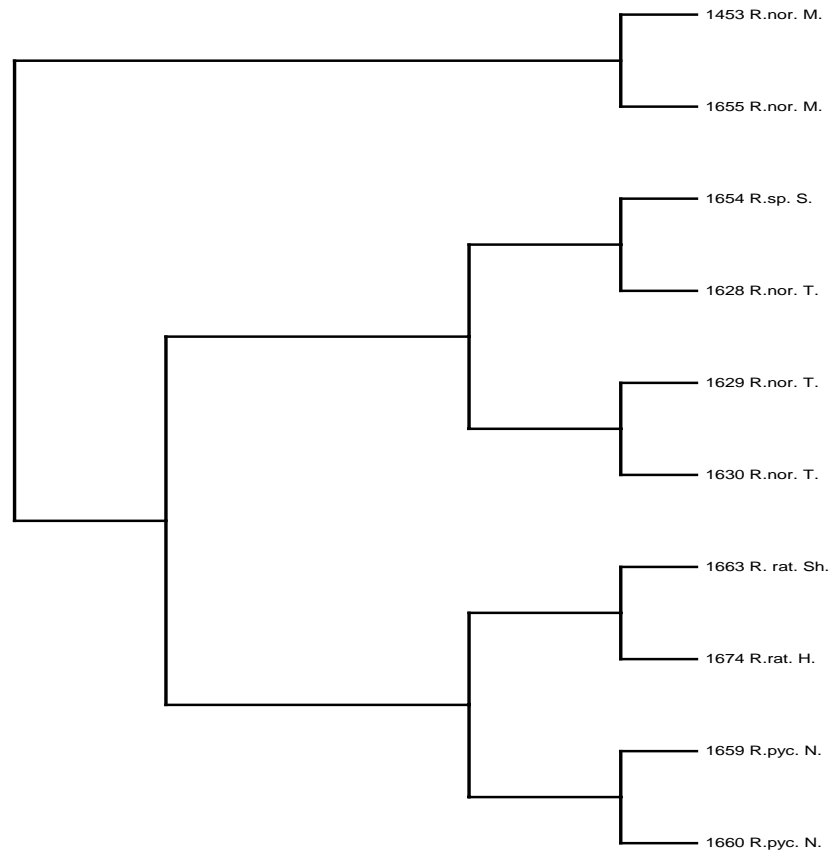 1453 R.nor. M.
1655 R.nor. M.
1654 R.sp. S.
1628 R.nor. T.
1629 R.nor. T.
1630 R.nor. T.
1663 R. rat. Sh.
1674 R.rat. H.
1659 R.pyc. N.
1660 R.pyc. N.